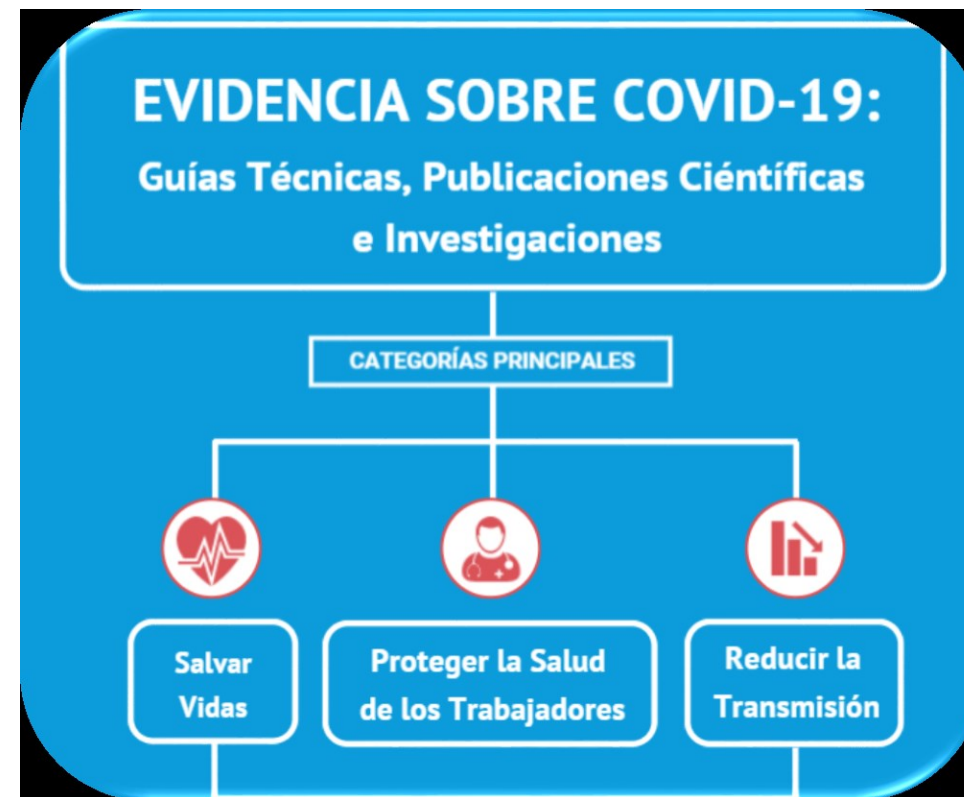 EVIDENCIA SOBRE COVID-19:
Guías Técnicas, Publicaciones Ciéntíficas
e Investigaciones
CATEGORÍAS PRINCIPALES
Salvar
Vidas
Proteger la Salud
de los Trabajadores
Reducir la
Transmisión